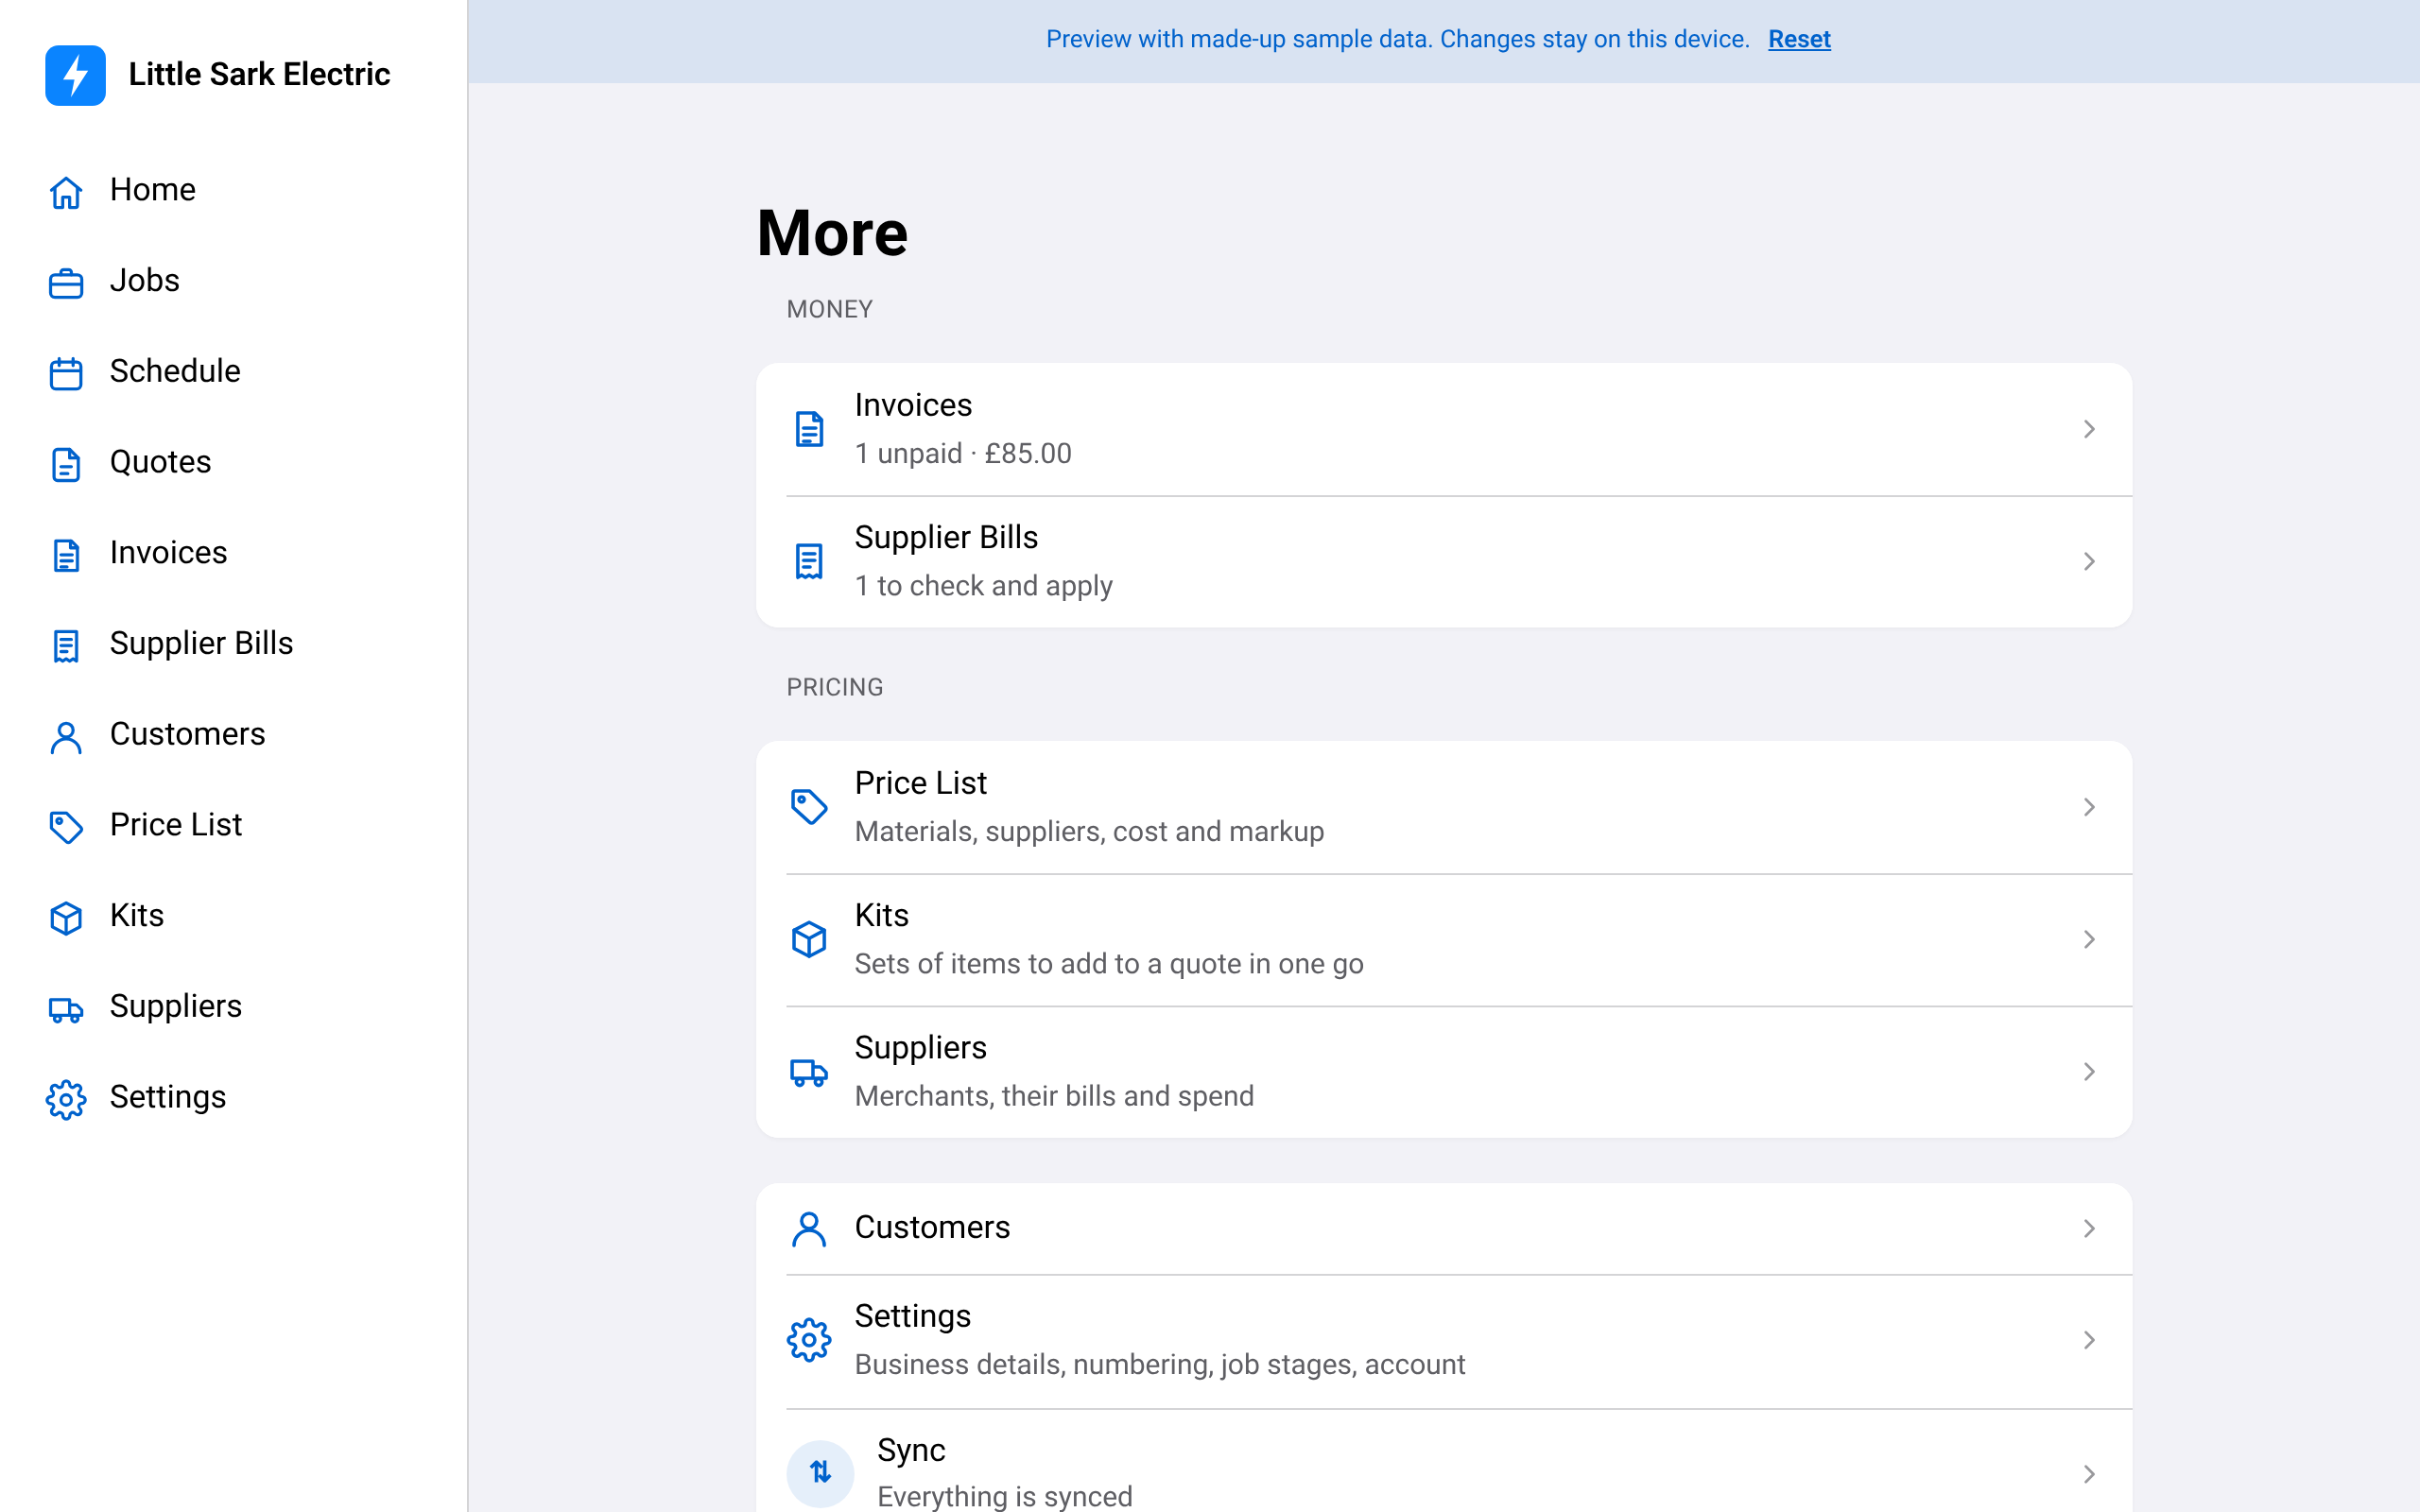 Little Sark Electric
Home
Jobs
Schedule
Quotes
Invoices
Supplier Bills
Customers
Price List
Kits
Suppliers
Settings
Preview with made-up sample data. Changes stay on this device. Reset
More
MONEY
Invoices
1 unpaid · £85.00
Supplier Bills
1 to check and apply
PRICING
Price List
Materials, suppliers, cost and markup
Kits
Sets of items to add to a quote in one go
Suppliers
Merchants, their bills and spend
Customers
Settings
Business details, numbering, job stages, account
Sync
Everything is synced